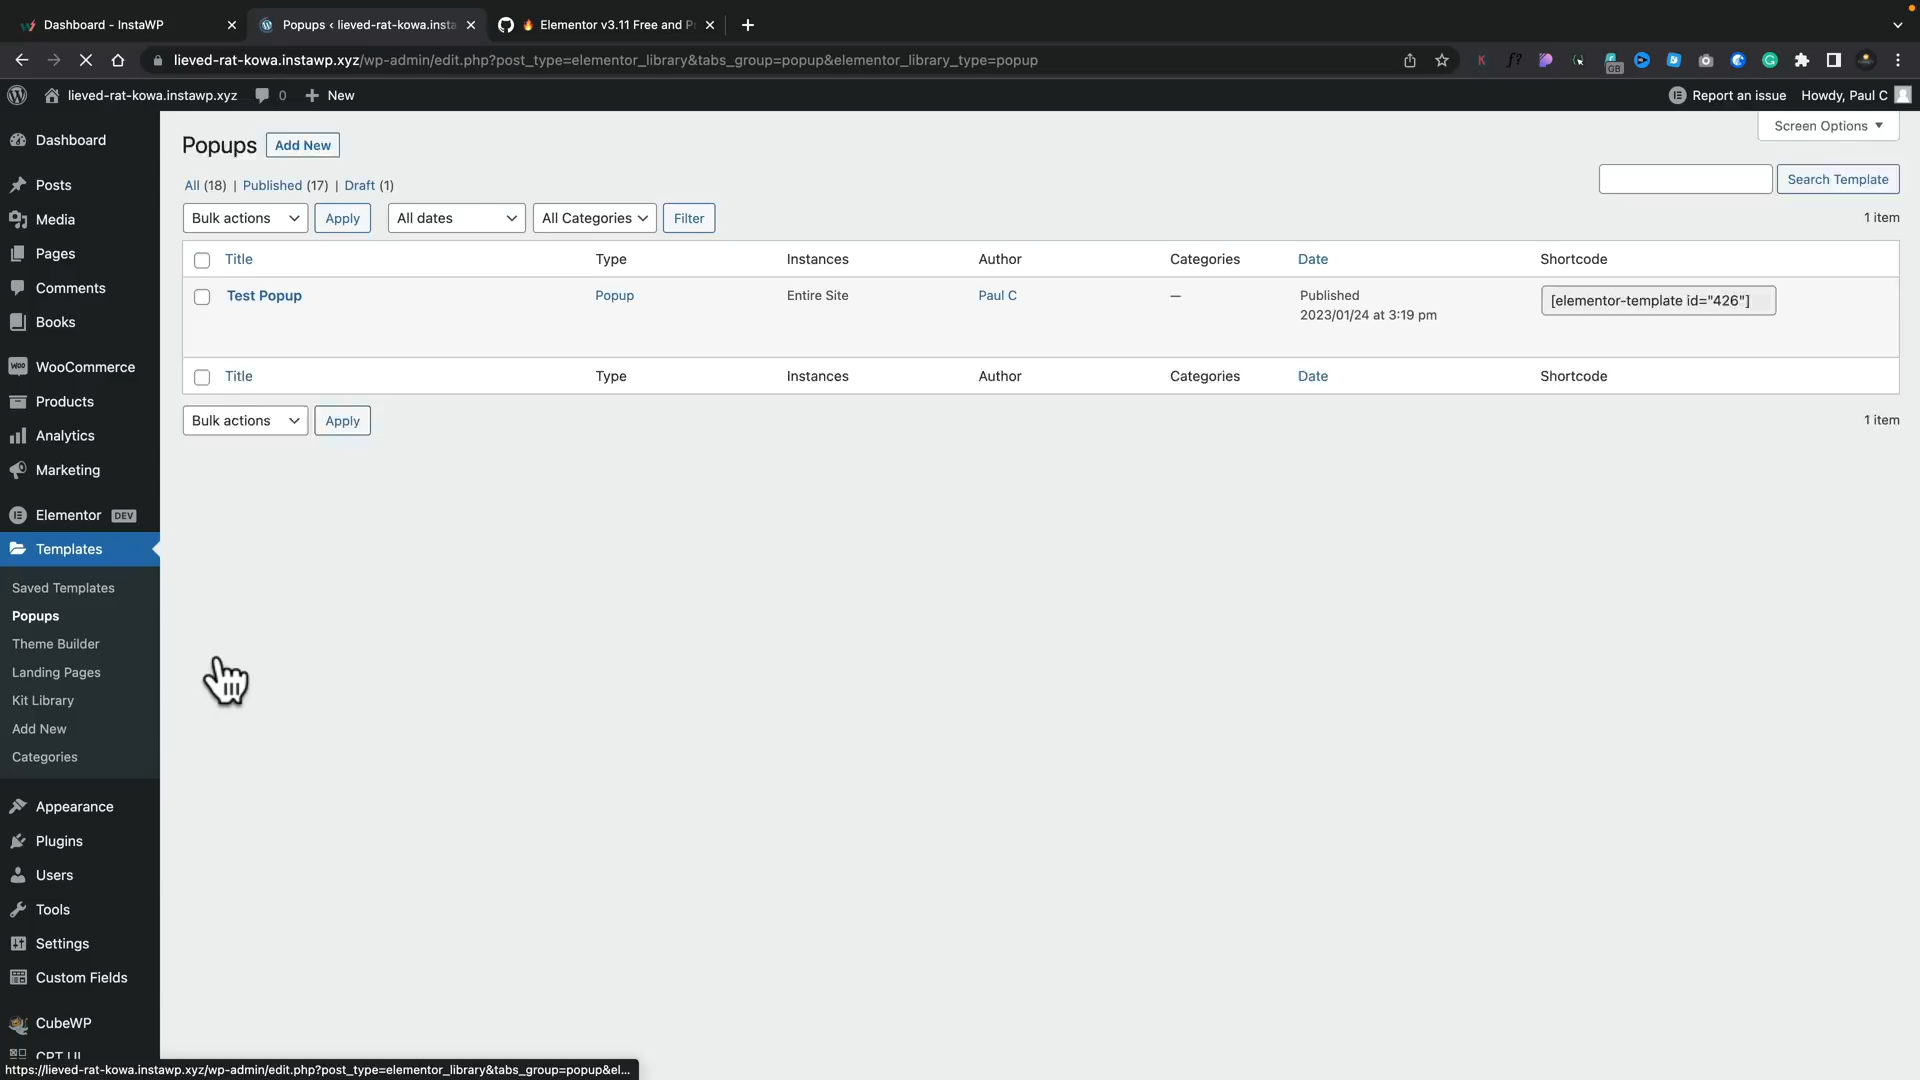 Dashboard - InstaWP
Popups ‹ lieved-rat-kowa.insta
Elementor v3.11 Free and P
lieved-rat-kowa.instawp.xyz/wp-admin/edit.php?post_type=elementor_library&tabs_group=popup&elementor_library_type=popup
GB
lieved-rat-kowa.instawp.xyz 0 New
Report an issue Howdy, Paul C
Dashboard
Posts
Media
Pages
Comments
Books
WooCommerce
Products
Analytics
Marketing
Elementor DEV
Templates
Saved Templates
Popups
Theme Builder
Landing Pages
Kit Library
Add New
Categories
Appearance
Plugins
Users
Tools
Settings
Custom Fields
CubeWP
CPT UI
Screen Options
Popups Add New
All (18) | Published (17) | Draft (1)
Search Template
Bulk actions Apply All dates All Categories Filter 1 item
Title Type Instances Author Categories Date Shortcode
Test Popup Popup Entire Site Paul C — Published [elementor-template id="426"]
2023/01/24 at 3:19 pm
Title Type Instances Author Categories Date Shortcode
Bulk actions Apply 1 item
https://lieved-rat-kowa.instawp.xyz/wp-admin/edit.php?post_type=elementor_library&tabs_group=popup&el...